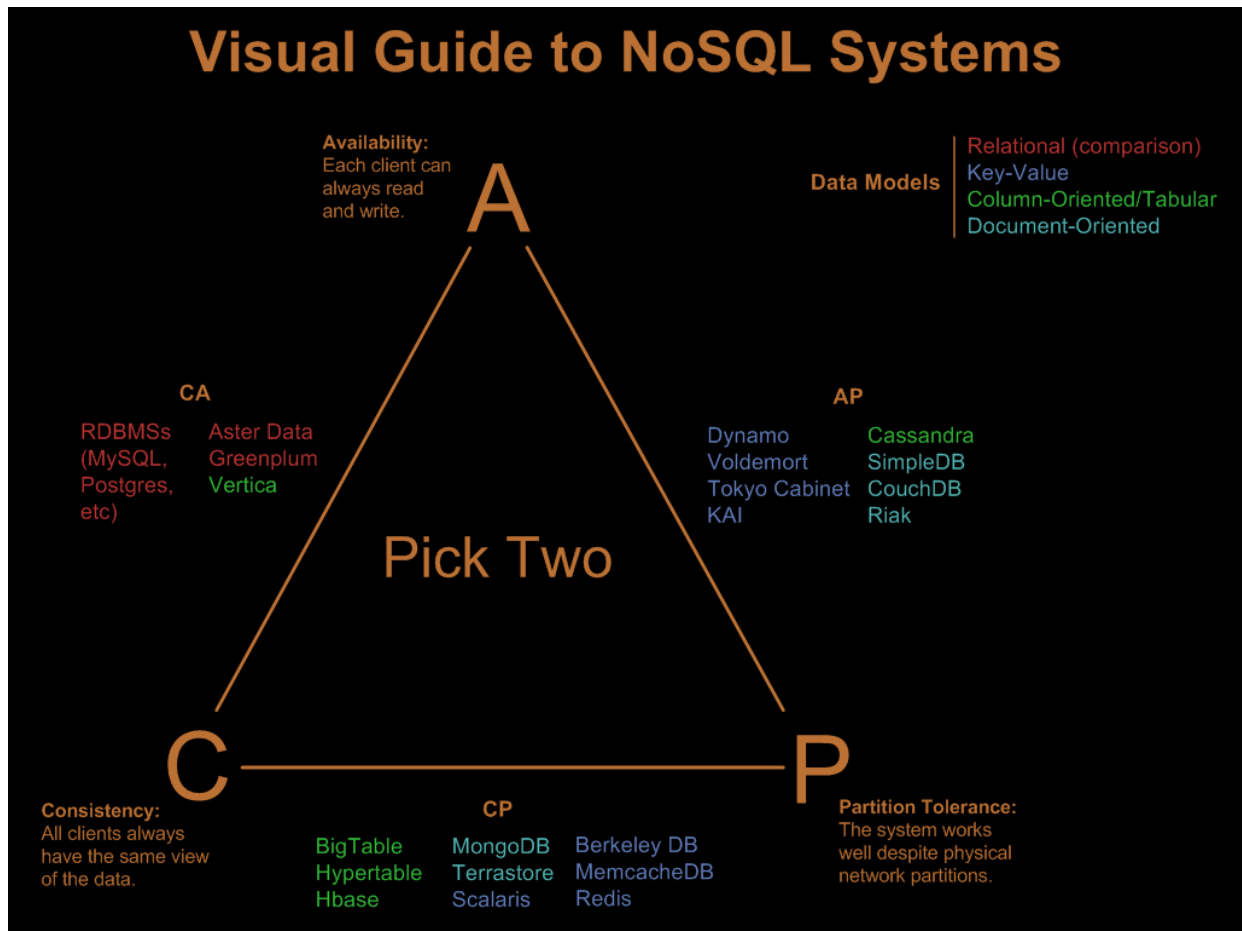 Visual Guide to NoSQL Systems
Availability:
Each client can
always read
and write.
A
Data Models
Relational (comparison)
Key-Value
Column-Oriented/Tabular
Document-Oriented
CA
RDBMSs
(MySQL,
Postgres,
etc)
Aster Data
Greenplum
Vertica
AP
Dynamo
Voldemort
Tokyo Cabinet
KAI
Cassandra
SimpleDB
CouchDB
Riak
Pick Two
C
P
Consistency:
All clients always
have the same view
of the data.
CP
BigTable
Hypertable
Hbase
MongoDB
Terrastore
Scalaris
Berkeley DB
MemcacheDB
Redis
Partition Tolerance:
The system works
well despite physical
network partitions.